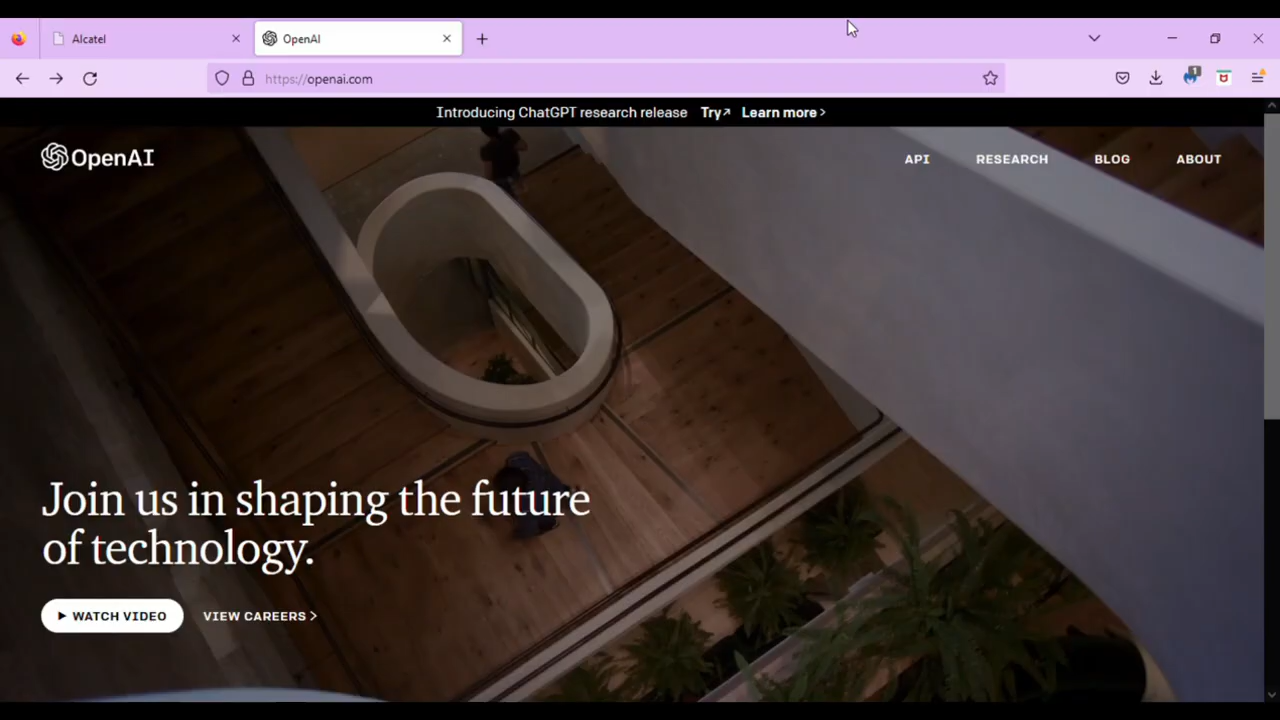 Alcatel
OpenAI
https://openai.com
1
Introducing ChatGPT research release Try↗ Learn more >
OpenAI
API RESEARCH BLOG ABOUT
Join us in shaping the future
of technology.
WATCH VIDEO VIEW CAREERS >